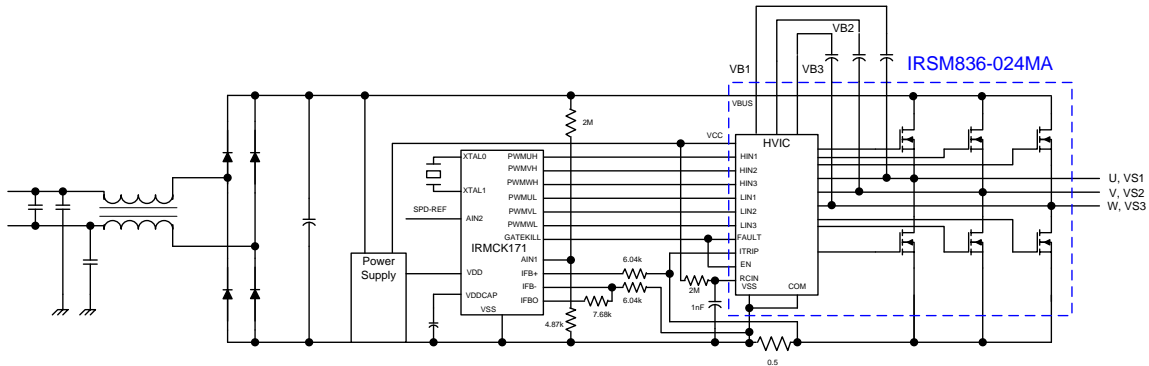 VB2
VB1
VB3
IRSM836-024MA
VBUS
2M
VCC
HVIC
XTAL0
PWMUH
HIN1
PWMVH
HIN2
U, VS1
XTAL1
PWMWH
HIN3
V, VS2
PWMUL
LIN1
W, VS3
SPD-REF
AIN2
PWMVL
LIN2
PWMWL
LIN3
GATEKILL
FAULT
IRMCK171
ITRIP
Power
Supply
AIN1
6.04k
EN
VDD
IFB+
RCIN
IFB-
2M
VSS
COM
VDDCAP
IFBO
6.04k
1nF
VSS
7.68k
4.87k
0.5